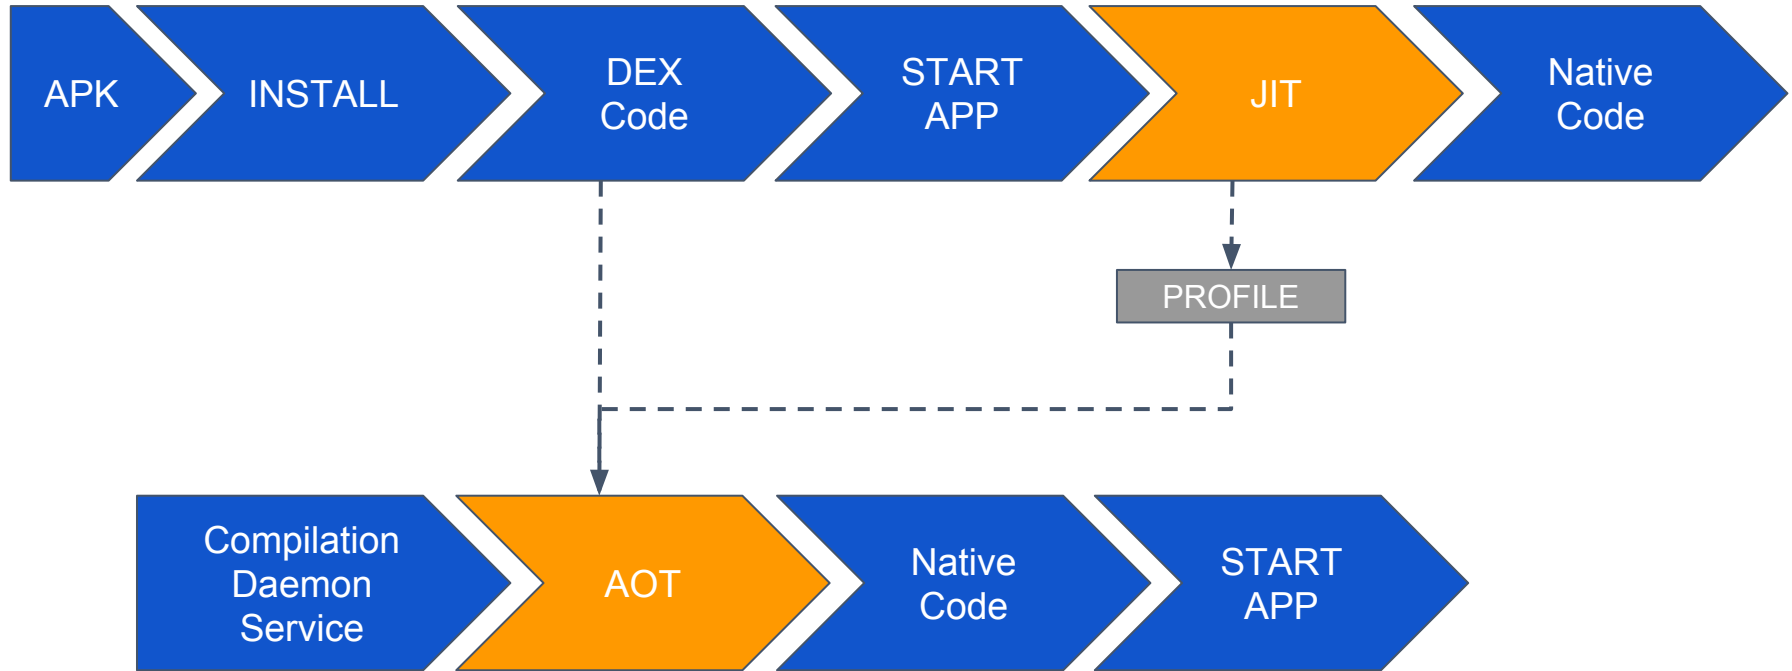 APK
INSTALL
DEX
Code
START
APP
JIT
Native
Code
PROFILE
Compilation
Daemon
Service
AOT
Native
Code
START
APP